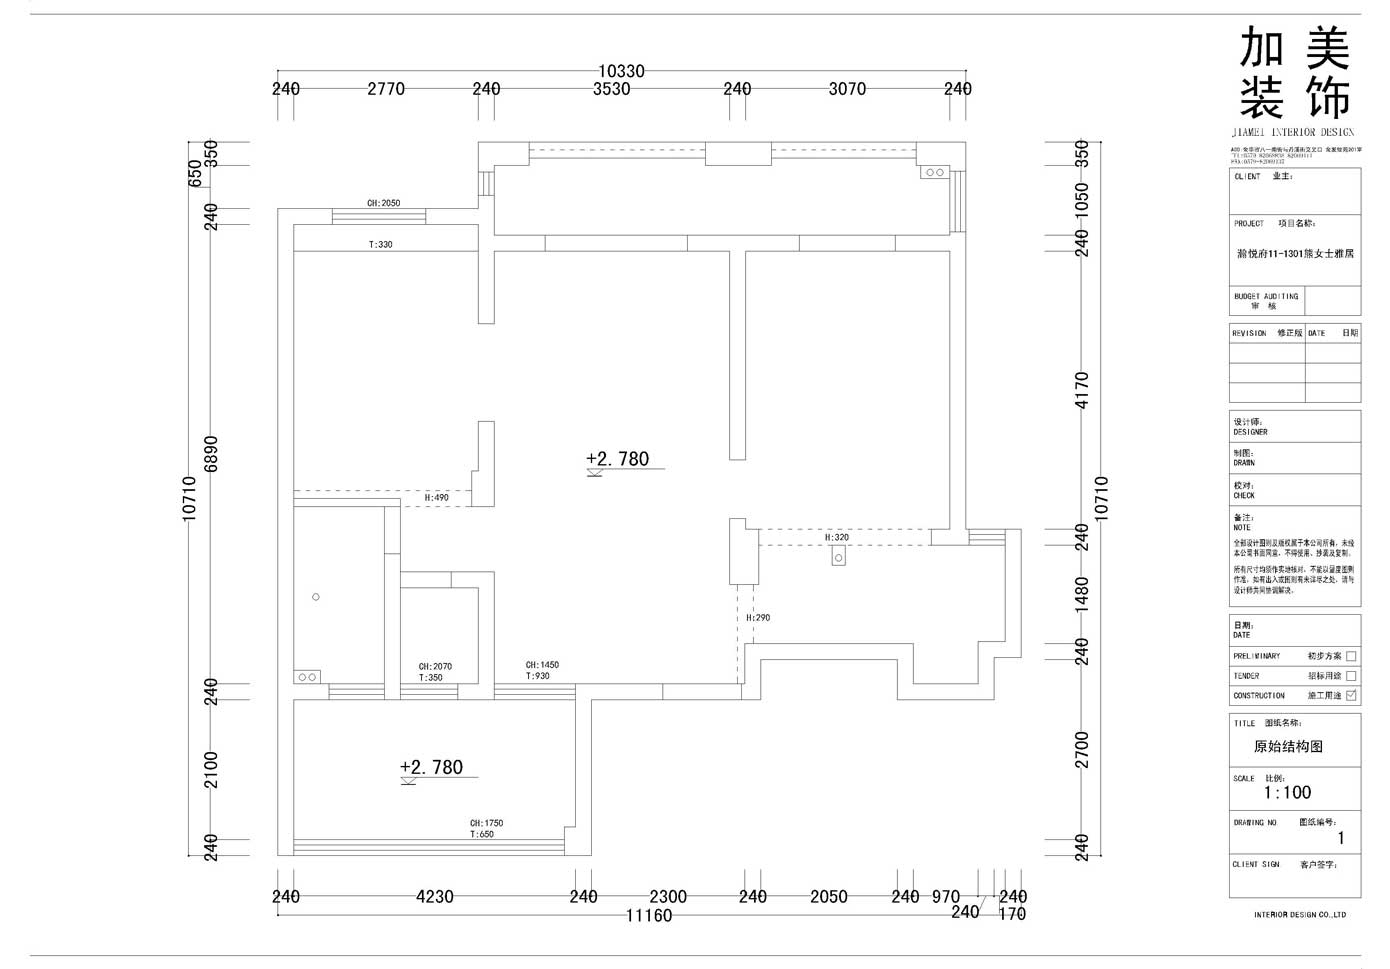 10330
240 2770 240 3530 240 3070 240
350
650
240
6890
10710
240
2100
240
350
1050
240
4170
10710
240
1480
240
2700
240
CH:2050
T:330
+2.780
H:490
H:320
H:290
CH:2070
T:350
CH:1450
T:930
+2.780
CH:1750
T:650
240 4230 240 2300 240 2050 240 970 240
240 170
11160
加 美
装 饰
JIAMEI INTERIOR DESIGN
CLIENT 业主:
PROJECT 项目名称:
瀚悦府11-1301熊女士雅居
BUDGET AUDITING
审 核
REVISION 修正版 DATE 日期
设计师:
DESIGNER
制图:
DRAWN
校对:
CHECK
备注:
NOTE
全部设计图则及版权属于本公司所有，未经
本公司书面同意，不得使用、抄袭及复制。
所有尺寸均须作实地核对，不能以量度图则
作准，如有出入或图则有未详尽之处，请与
设计师共同协调解决。
日期:
DATE
PRELIMINARY 初步方案
TENDER 招标用途
CONSTRUCTION 施工用途
TITLE 图纸名称:
原始结构图
SCALE 比例:
1:100
DRAWING NO. 图纸编号:
1
CLIENT SIGN 客户签字:
INTERIOR DESIGN CO.,LTD